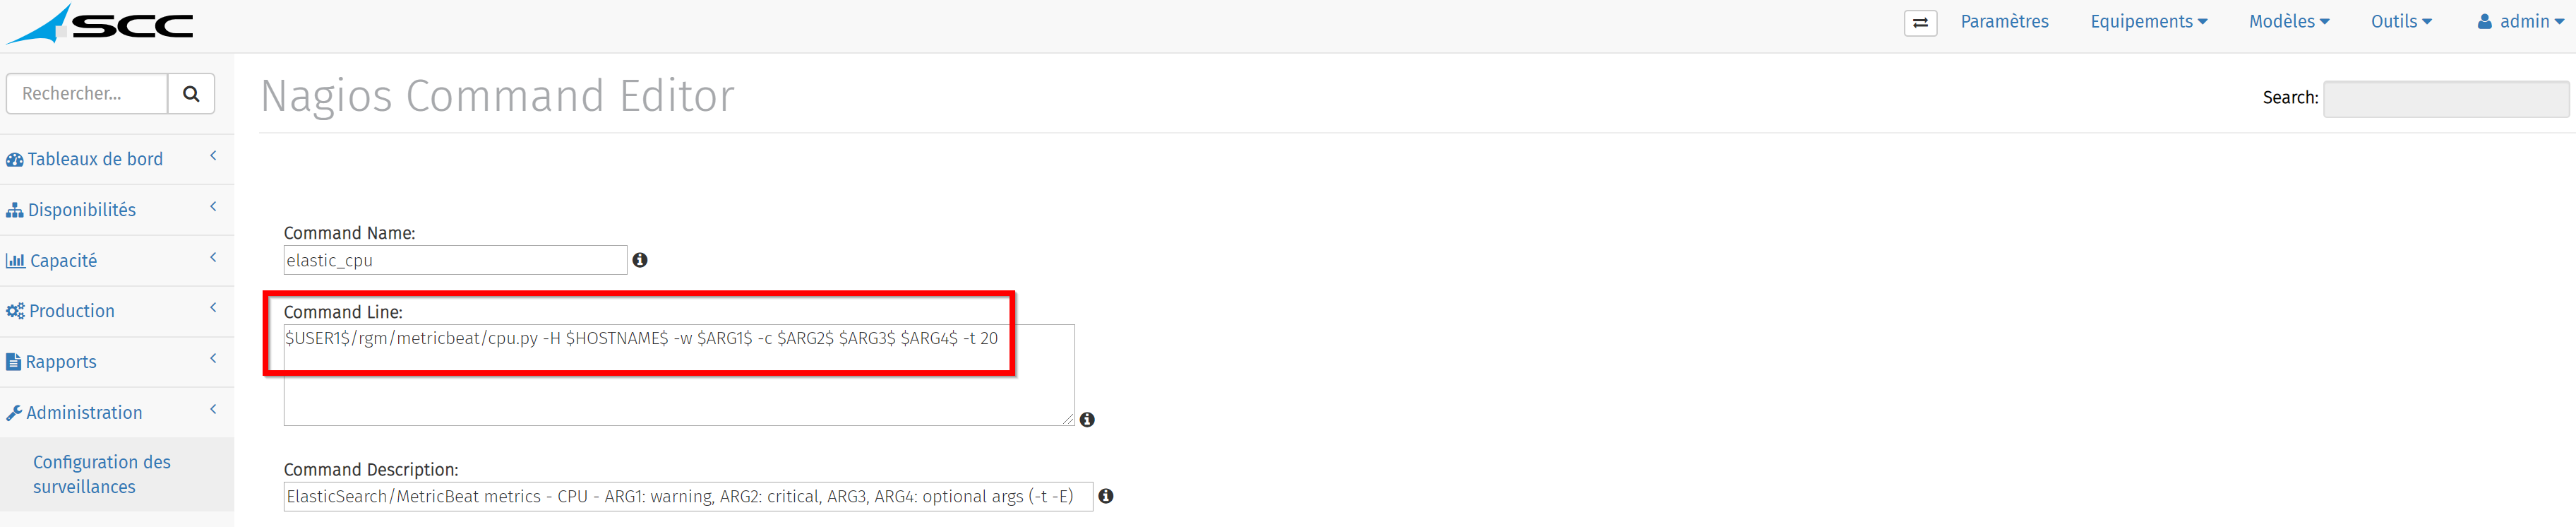 SCC
Paramètres Equipements Modèles Outils admin
Rechercher...
Nagios Command Editor
Search:
Tableaux de bord
Disponibilités
Capacité
Production
Rapports
Administration
Configuration des
surveillances
Command Name:
elastic_cpu
Command Line:
$USER1$/rgm/metricbeat/cpu.py -H $HOSTNAME$ -w $ARG1$ -c $ARG2$ $ARG3$ $ARG4$ -t 20
Command Description:
ElasticSearch/MetricBeat metrics - CPU - ARG1: warning, ARG2: critical, ARG3, ARG4: optional args (-t -E)